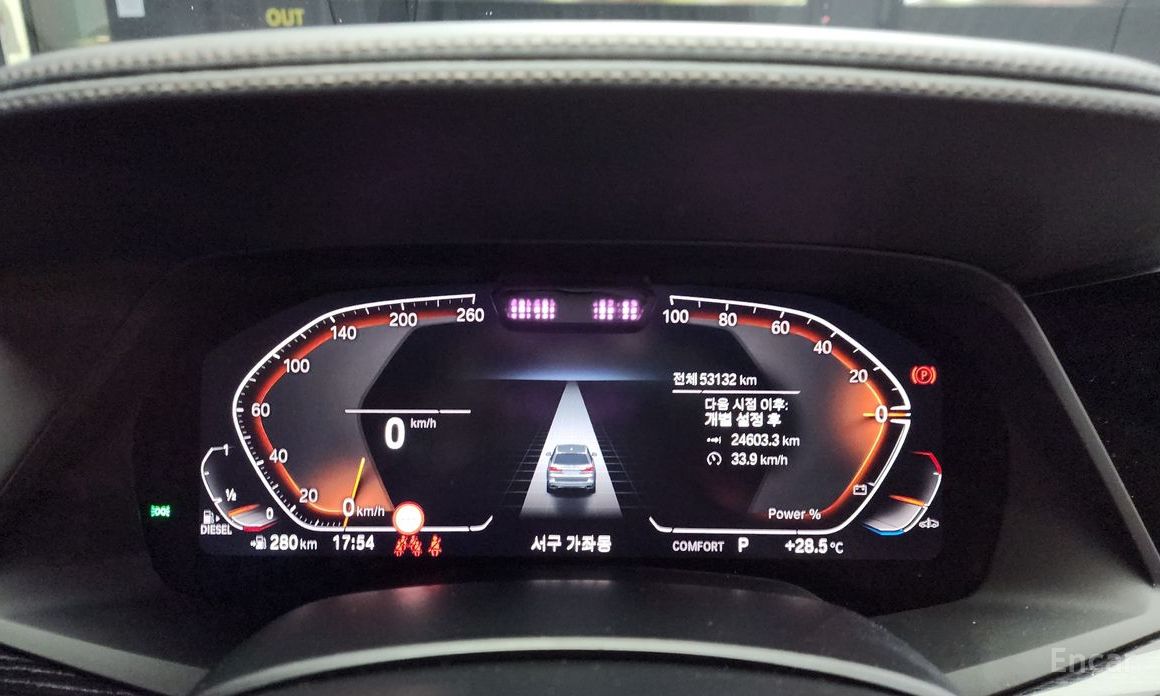 OUT
260
200
140
100
60
40
20
0 km/h
0 km/h
1
½
0
DIESEL
280 km
17:54
서구 가좌동
100
80
60
40
20
0
전체 53132 km
다음 시점 이후:
개별 설정 후
24603.3 km
33.9 km/h
Power %
COMFORT P +28.5 °C
P
Encar